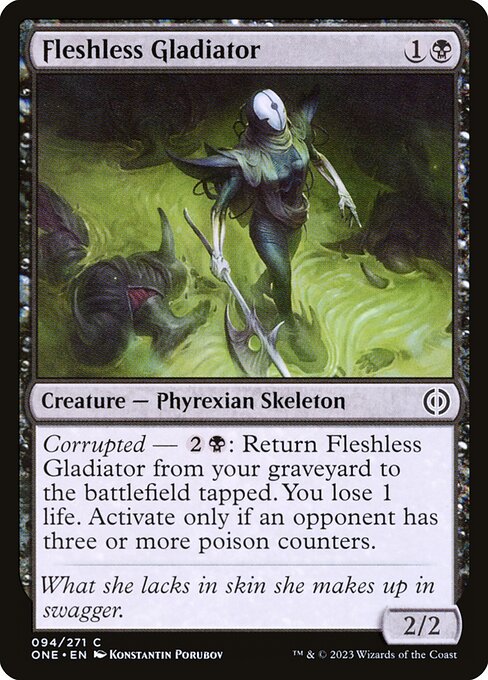 Fleshless Gladiator 1
Creature — Phyrexian Skeleton
Corrupted — 2: Return Fleshless
Gladiator from your graveyard to
the battlefield tapped. You lose 1
life. Activate only if an opponent has
three or more poison counters.
What she lacks in skin she makes up in
swagger.
2/2
094/271 C
ONE • EN Konstantin Porubov
™ & © 2023 Wizards of the Coast